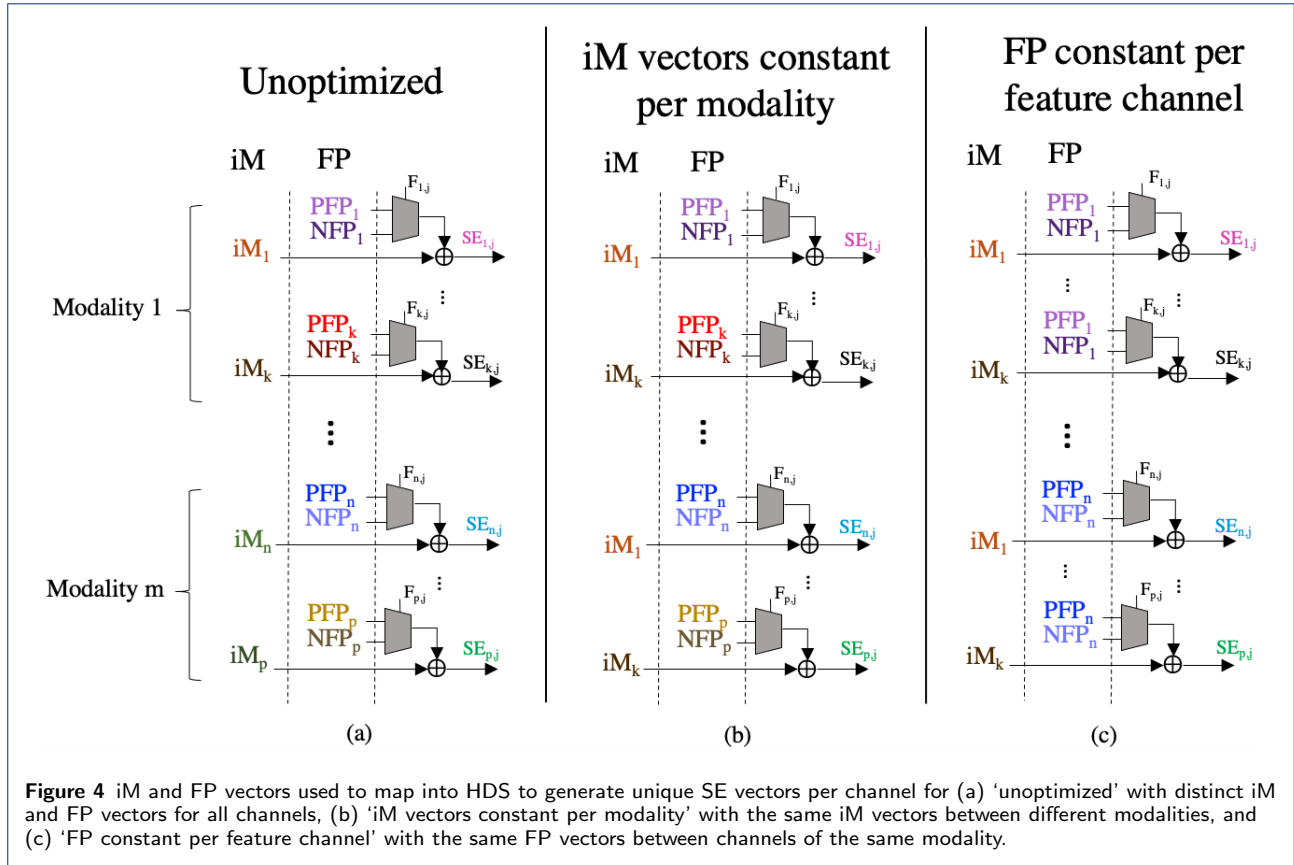 Unoptimized
iM vectors constant
per modality
FP constant per
feature channel
iM FP
F1,j
PFP1
NFP1
SE1,j
iM1
...
Modality 1
Fk,j
PFPk
NFPk
SEk,j
iMk
...
Fn,j
PFPn
NFPn
SEn,j
iMn
...
Modality m
Fp,j
PFPp
NFPp
SEp,j
iMp
(a)
iM FP
F1,j
PFP1
NFP1
SE1,j
iM1
...
Fk,j
PFPk
NFPk
SEk,j
iMk
...
Fn,j
PFPn
NFPn
SEn,j
iM1
...
Fp,j
PFPp
NFPp
SEp,j
iMk
(b)
iM FP
F1,j
PFP1
NFP1
SE1,j
iM1
... ...
Fk,j
PFP1
NFP1
SEk,j
iMk
...
Fn,j
PFPn
NFPn
SEn,j
iM1
... ...
Fp,j
PFPn
NFPn
SEp,j
iMk
(c)
Figure 4 iM and FP vectors used to map into HDS to generate unique SE vectors per channel for (a) ‘unoptimized’ with distinct iM
and FP vectors for all channels, (b) ‘iM vectors constant per modality’ with the same iM vectors between different modalities, and
(c) ‘FP constant per feature channel’ with the same FP vectors between channels of the same modality.